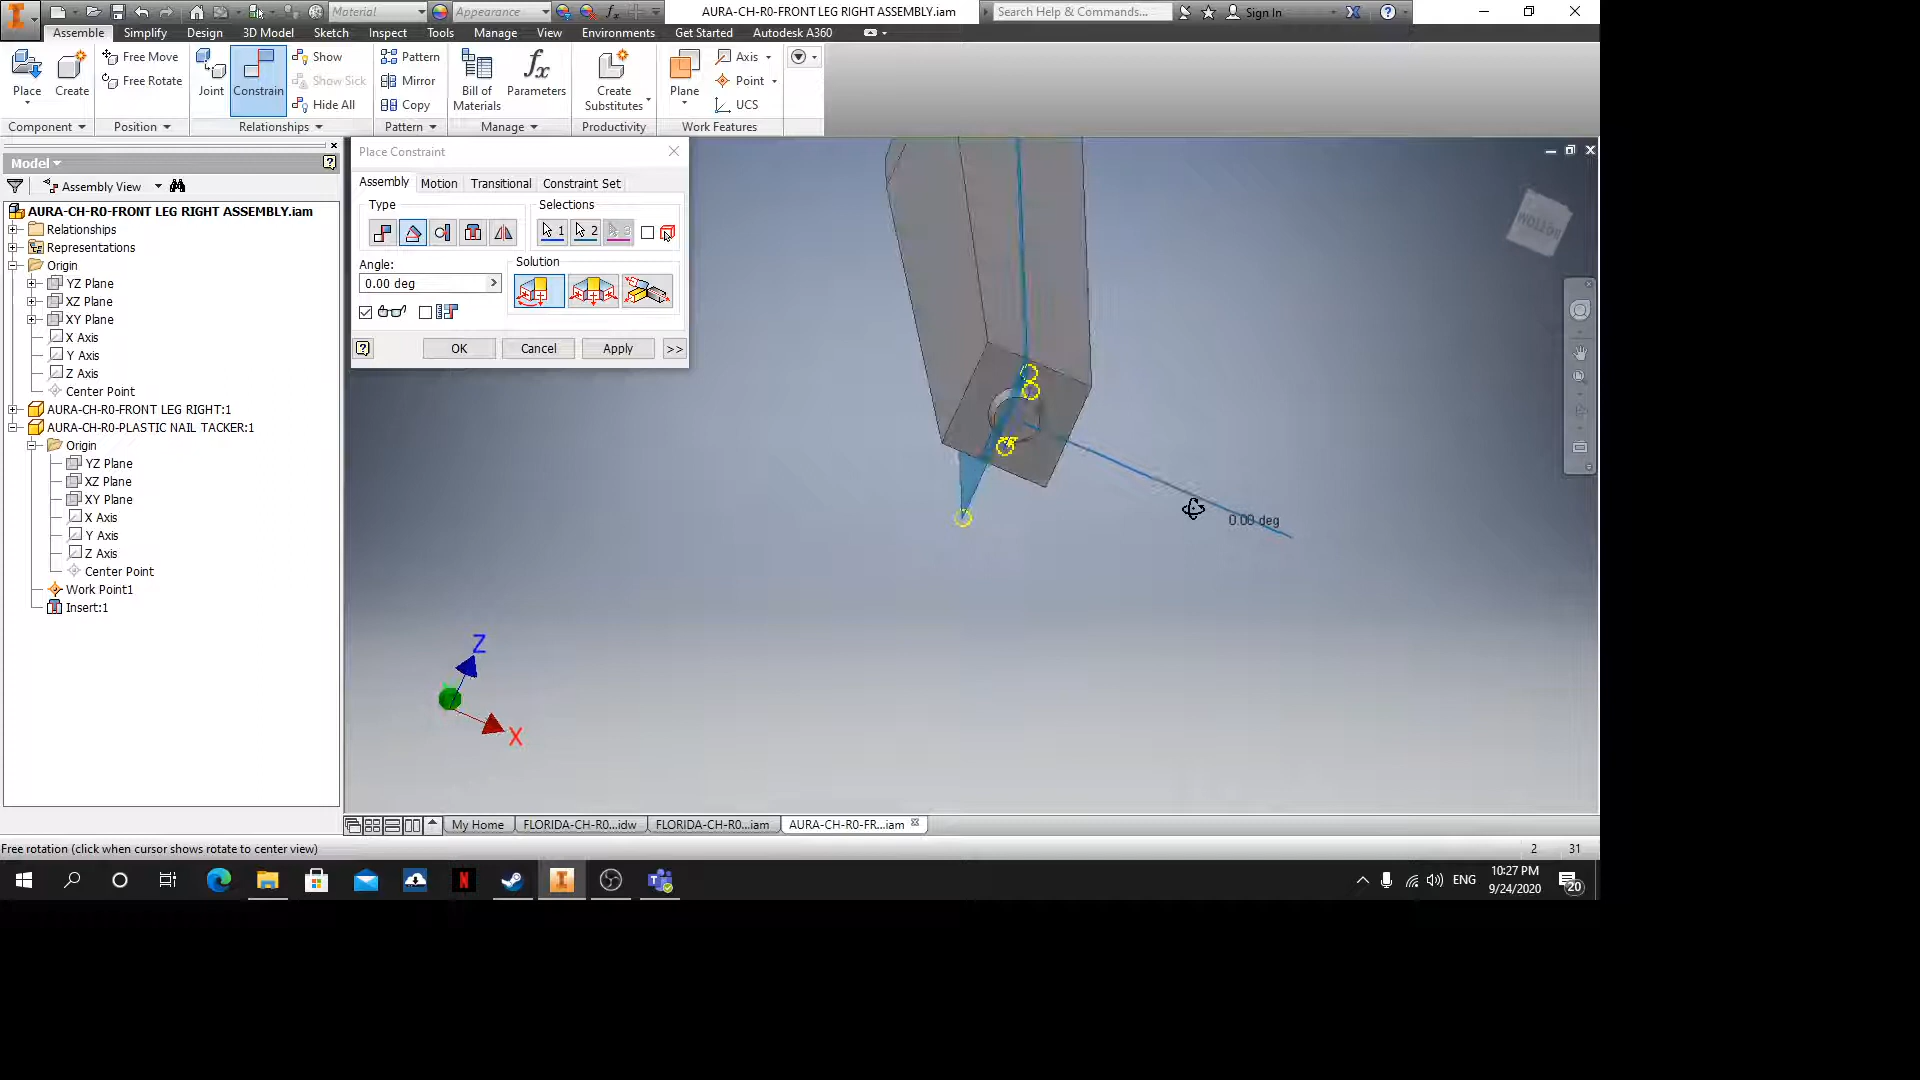 Material
Appearance
AURA-CH-R0-FRONT LEG RIGHT ASSEMBLY.iam
Search Help & Commands...
Sign In
Assemble Simplify Design 3D Model Sketch Inspect Tools Manage View Environments Get Started Autodesk A360
Place
Create
Free Move
Free Rotate
Joint
Constrain
Show
Show Sick
Hide All
Pattern
Mirror
Copy
Bill of Materials
Parameters
Create Substitutes
Plane
Axis
Point
UCS
Component Position Relationships Pattern Manage Productivity Work Features
Model
Assembly View
AURA-CH-R0-FRONT LEG RIGHT ASSEMBLY.iam
Relationships
Representations
Origin
YZ Plane
XZ Plane
XY Plane
X Axis
Y Axis
Z Axis
Center Point
AURA-CH-R0-FRONT LEG RIGHT:1
AURA-CH-R0-PLASTIC NAIL TACKER:1
Origin
YZ Plane
XZ Plane
XY Plane
X Axis
Y Axis
Z Axis
Center Point
Work Point1
Insert:1
Place Constraint
Assembly Motion Transitional Constraint Set
Type
Selections
1 2 3
Angle:
0.00 deg
Solution
OK Cancel Apply >>
BOTTOM
0.00 deg
Z
X
My Home FLORIDA-CH-R0...idw FLORIDA-CH-R0...iam AURA-CH-R0-FR...iam
Free rotation (click when cursor shows rotate to center view)
2 31
ENG
10:27 PM
9/24/2020
20